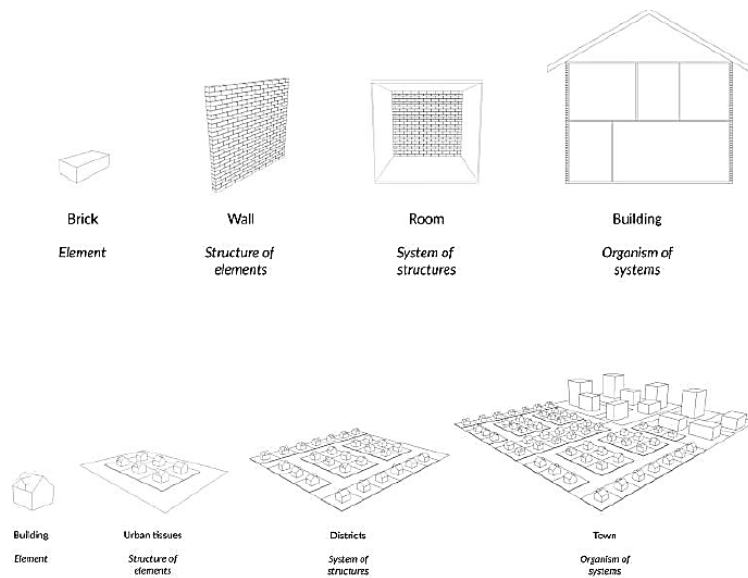 Brick
Wall
Room
Building
Element
Structure of
elements
System of
structures
Organism of
systems
Building
Urban tissues
Districts
Town
Element
Structure of
elements
System of
structures
Organism of
systems